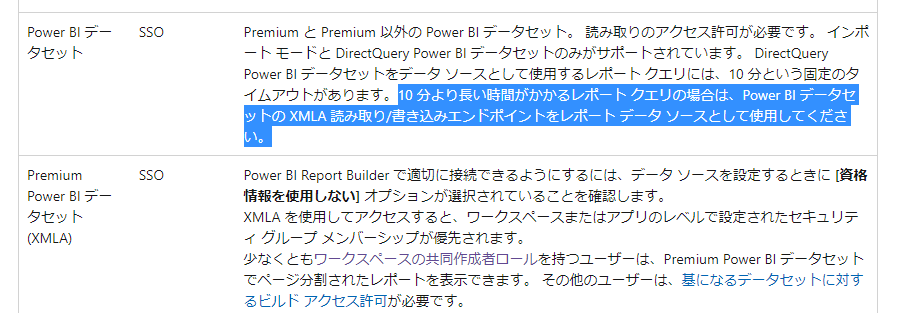 Power BI デ
ータセット
SSO
Premium と Premium 以外の Power BI データセット。 読み取りのアクセス許可が必要です。 インポ
ート モードと DirectQuery Power BI データセットのみがサポートされています。 DirectQuery
Power BI データセットをデータ ソースとして使用するレポート クエリには、10 分という固定のタ
イムアウトがあります。10 分より長い時間がかかるレポート クエリの場合は、Power BI データセ
ットの XMLA 読み取り/書き込みエンドポイントをレポート データ ソースとして使用してくださ
い。
Premium
Power BI デー
タセット
(XMLA)
SSO
Power BI Report Builder で適切に接続できるようにするには、データ ソースを設定するときに [資格
情報を使用しない] オプションが選択されていることを確認します。
XMLA を使用してアクセスすると、ワークスペースまたはアプリのレベルで設定されたセキュリテ
ィ グループ メンバーシップが優先されます。
少なくともワークスペースの共同作成者ロールを持つユーザーは、Premium Power BI データセット
でページ分割されたレポートを表示できます。 その他のユーザーは、基になるデータセットに対す
るビルド アクセス許可が必要です。